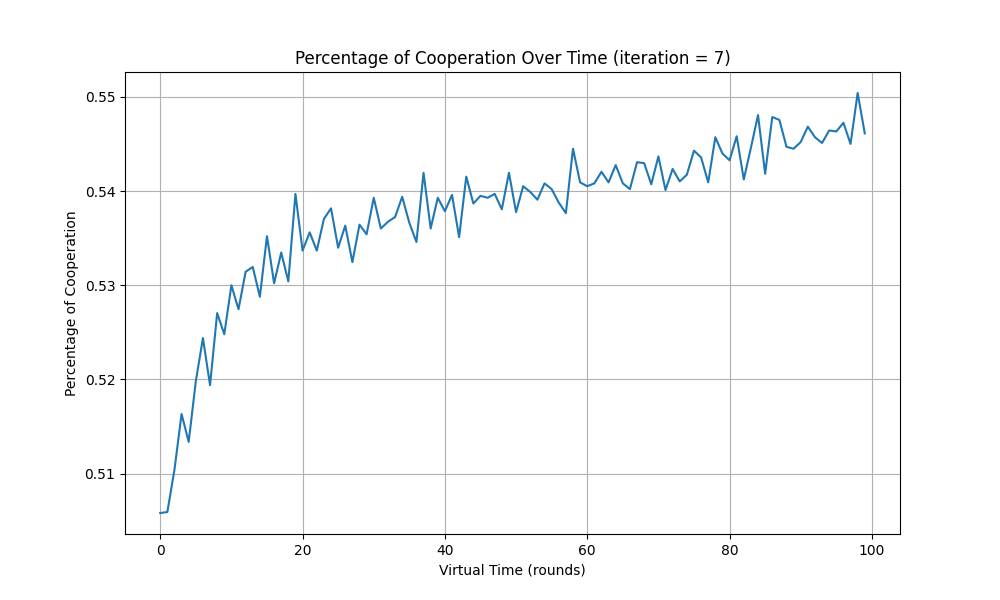 Percentage of Cooperation Over Time (iteration = 7)
Percentage of Cooperation
0.55
0.54
0.53
0.52
0.51
0 20 40 60 80 100
Virtual Time (rounds)